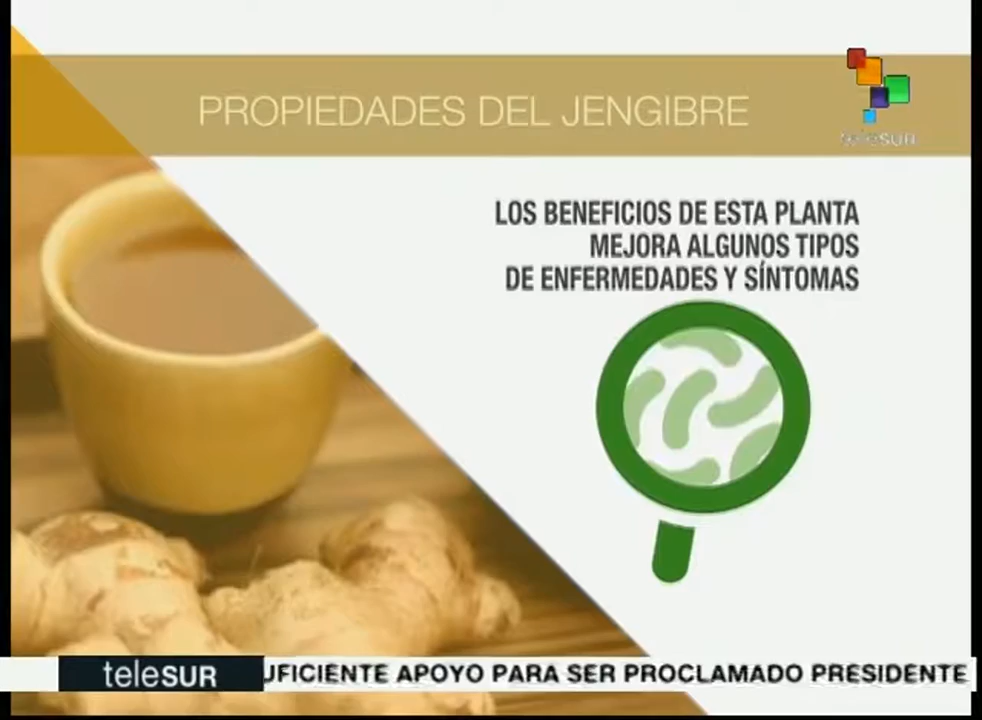 PROPIEDADES DEL JENGIBRE
teleSUR
LOS BENEFICIOS DE ESTA PLANTA
MEJORA ALGUNOS TIPOS
DE ENFERMEDADES Y SÍNTOMAS
teleSUR UFICIENTE APOYO PARA SER PROCLAMADO PRESIDENTE